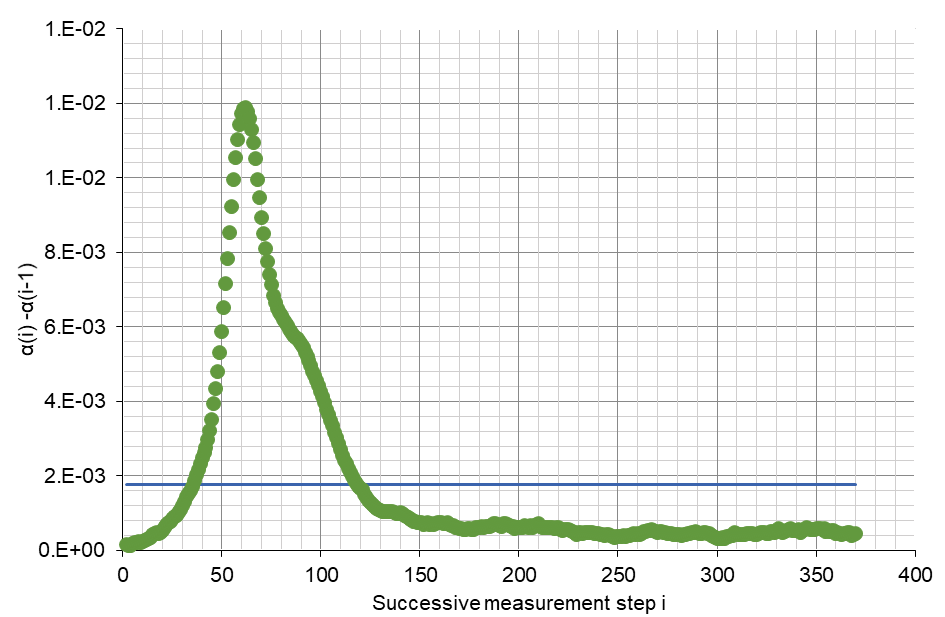 1.E-02
1.E-02
1.E-02
8.E-03
6.E-03
4.E-03
2.E-03
0.E+00
α(i) -α(i-1)
0 50 100 150 200 250 300 350 400
Successive measurement step i